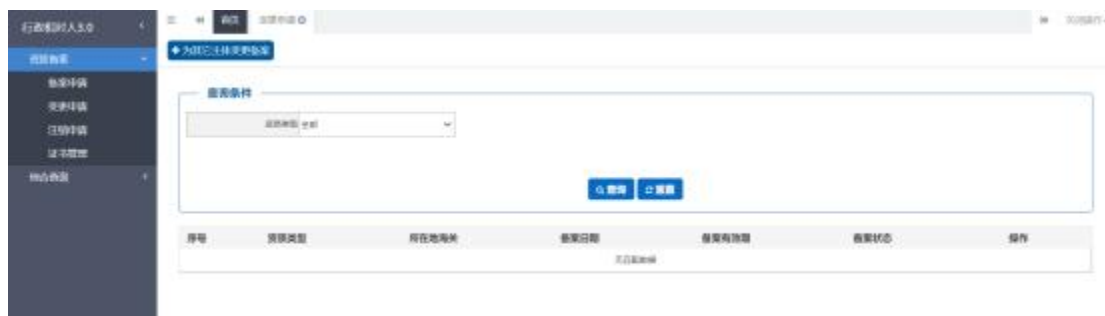 行政相对人3.0
首页
资质备案
为其它主体变更备案
备案申请
变更申请
注销申请
证书管理
综合查询
查询条件
资质类型 全部
查询 重置
序号 资质类型 所在地海关 备案日期 备案有效期 备案状态 操作
无匹配数据